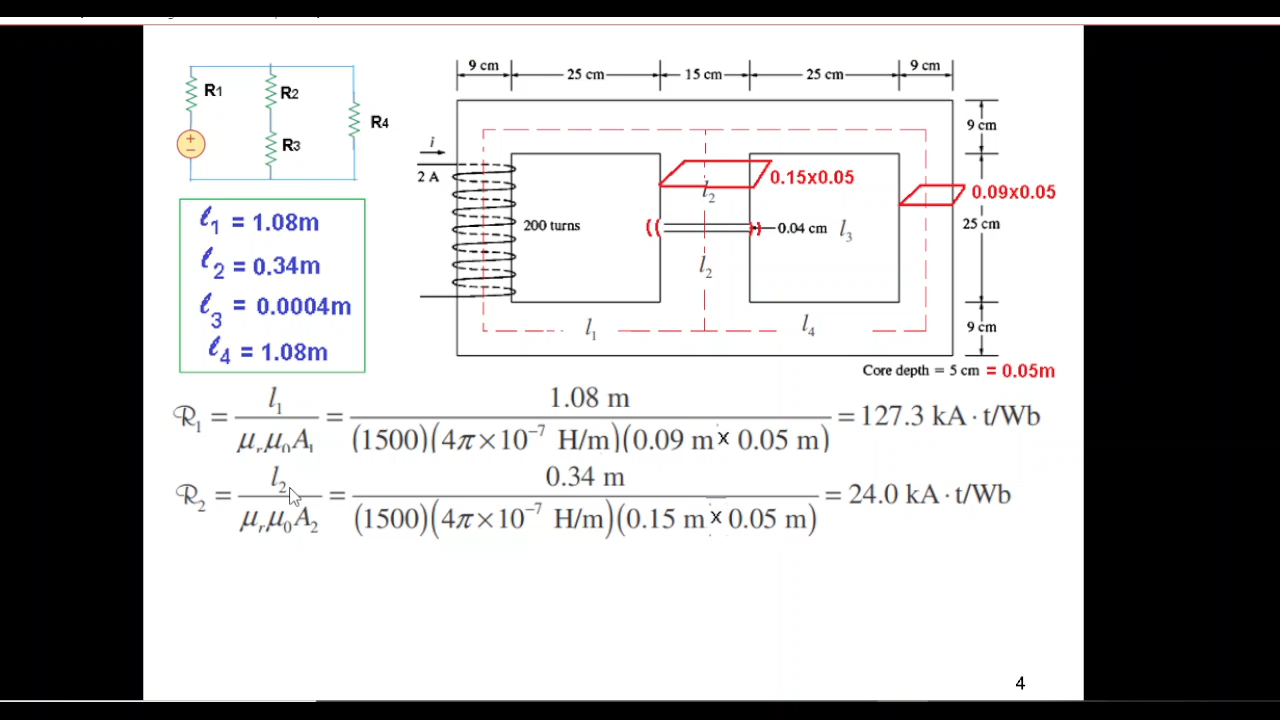 9 cm
25 cm
15 cm
25 cm
9 cm
R1
R2
R3
R4
+
−
i
2 A
200 turns
0.15x0.05
l2
0.04 cm
l3
l2
l1
l4
9 cm
0.09x0.05
25 cm
9 cm
Core depth = 5 cm = 0.05m
ℓ1 = 1.08m
ℓ2 = 0.34m
ℓ3 = 0.0004m
ℓ4 = 1.08m
ℛ1 = l1 / μrμ0A1 = 1.08 m / (1500)(4π×10⁻⁷ H/m)(0.09 m x 0.05 m) = 127.3 kA·t/Wb
ℛ2 = l2 / μrμ0A2 = 0.34 m / (1500)(4π×10⁻⁷ H/m)(0.15 m x 0.05 m) = 24.0 kA·t/Wb
4